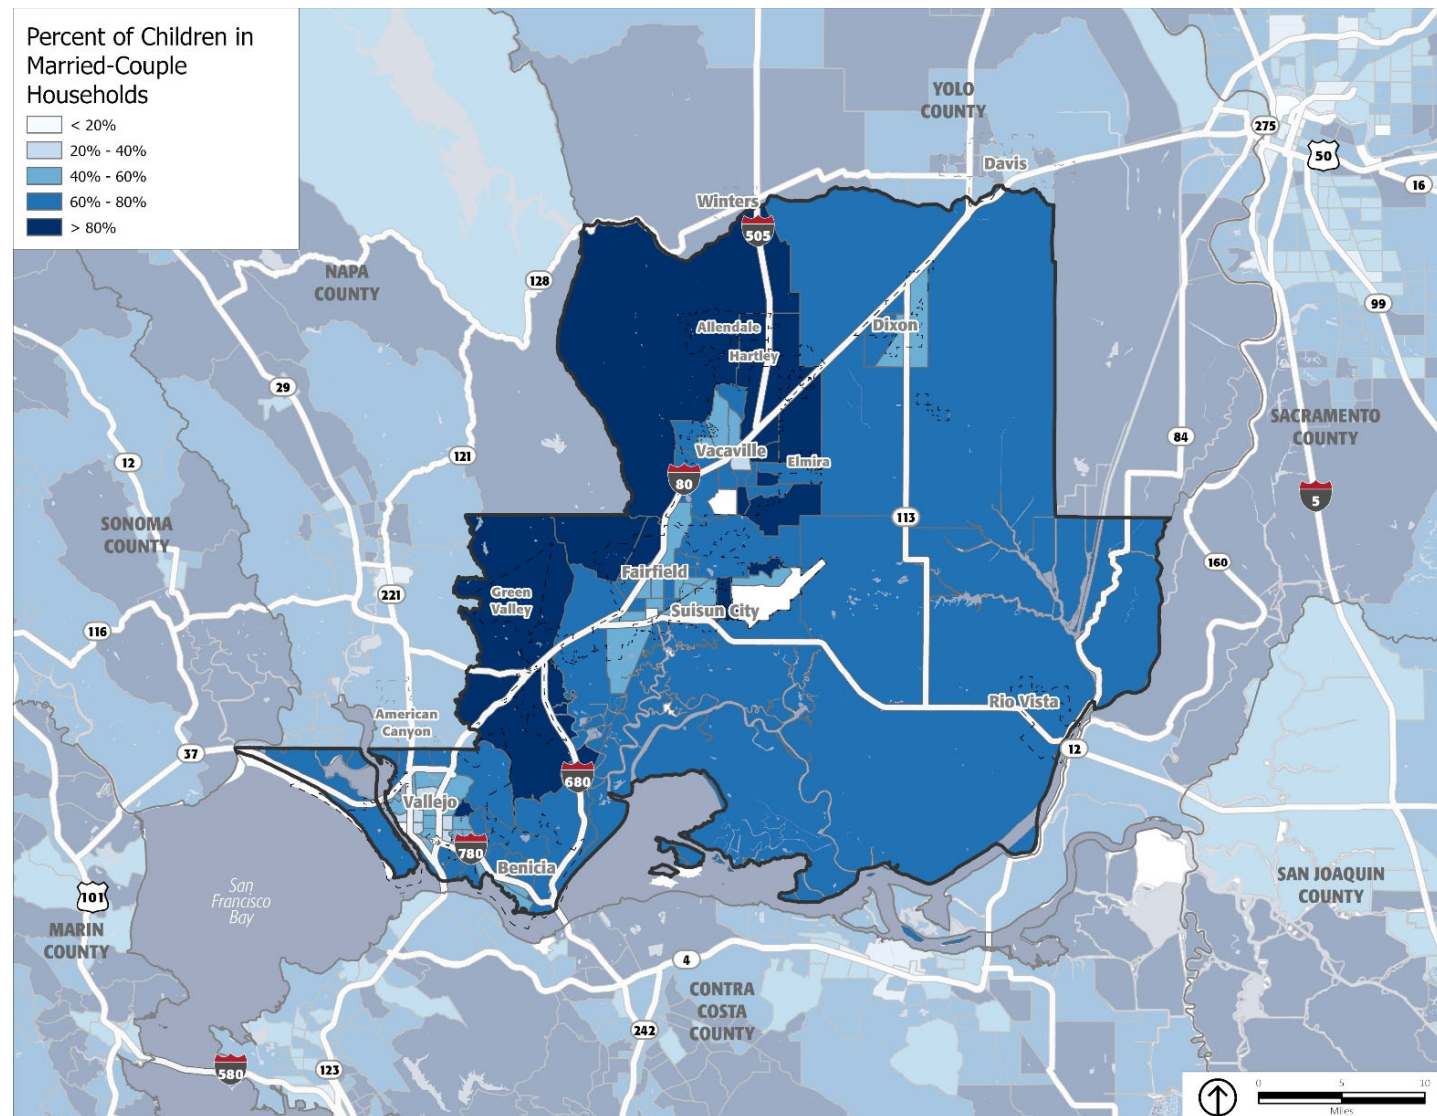 Percent of Children in
Married-Couple
Households
< 20%
20% - 40%
40% - 60%
60% - 80%
> 80%
YOLO
COUNTY
275
50
Davis
16
Winters
505
NAPA
COUNTY
128
99
Allendale
Dixon
Hartley
29
SACRAMENTO
COUNTY
84
12
121
Vacaville
Elmira
80
5
SONOMA
COUNTY
113
160
Fairfield
Green
Valley
221
Suisun City
116
Rio Vista
American
Canyon
37
12
680
Vallejo
780
Benicia
San
Francisco
Bay
101
SAN JOAQUIN
COUNTY
MARIN
COUNTY
4
CONTRA
COSTA
COUNTY
242
580
123
0 5 10
Miles